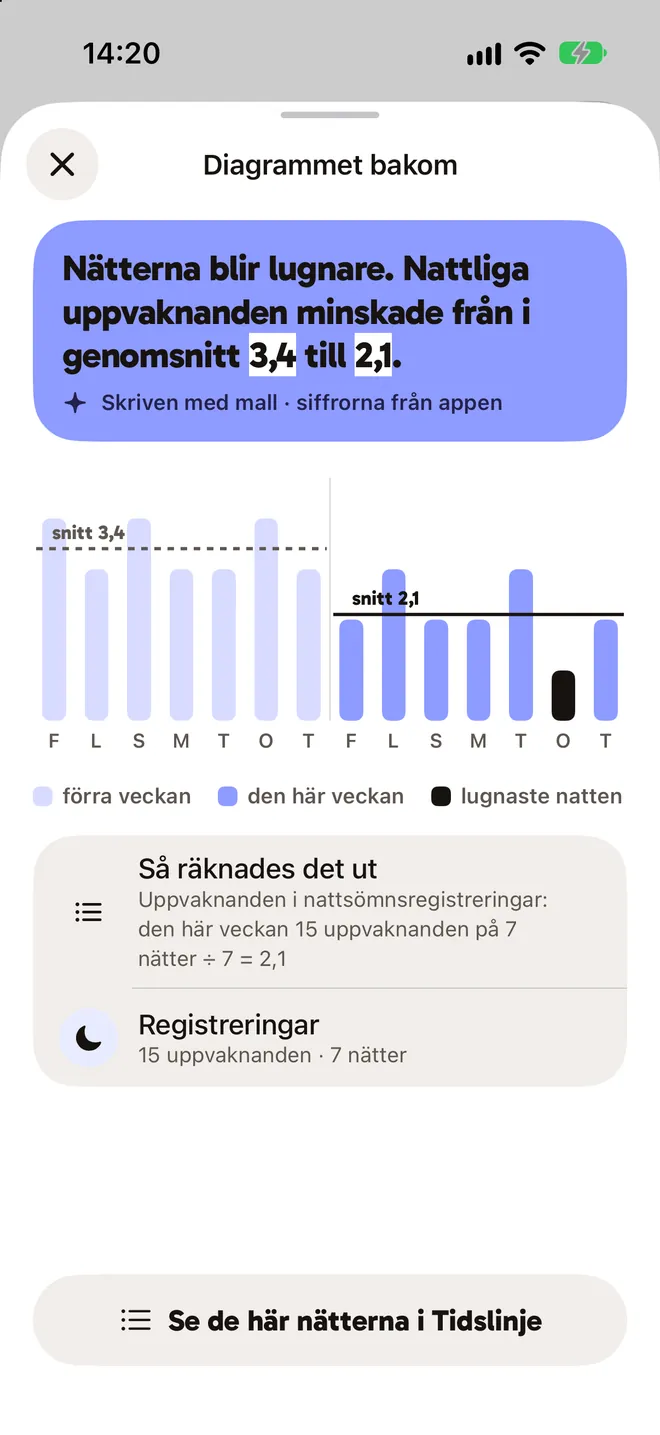 14:20
Diagrammet bakom
Nätterna blir lugnare. Nattliga
uppvaknanden minskade från i
genomsnitt 3,4 till 2,1.
Skriven med mall · siffrorna från appen
snitt 3,4
snitt 2,1
F L S M T O T F L S M T O T
förra veckan den här veckan lugnaste natten
Så räknades det ut
Uppvaknanden i nattsömnsregistreringar:
den här veckan 15 uppvaknanden på 7
nätter ÷ 7 = 2,1
Registreringar
15 uppvaknanden · 7 nätter
Se de här nätterna i Tidslinje